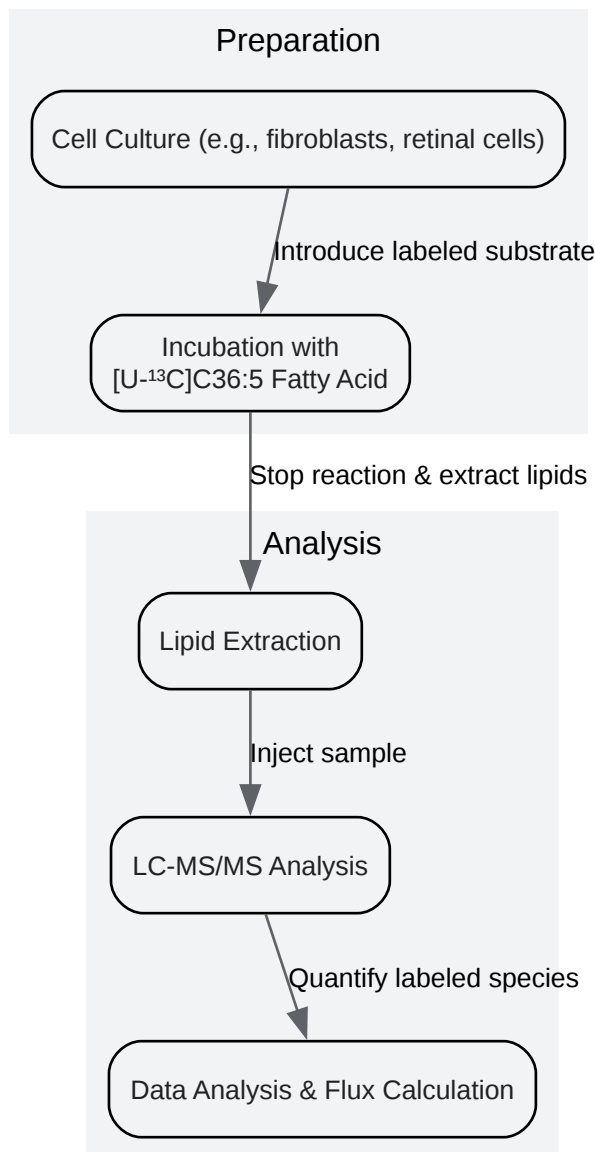 Preparation
Cell Culture (e.g., fibroblasts, retinal cells)
Introduce labeled substrate
Incubation with
[U-¹³C]C36:5 Fatty Acid
Stop reaction & extract lipids
Analysis
Lipid Extraction
Inject sample
LC-MS/MS Analysis
Quantify labeled species
Data Analysis & Flux Calculation